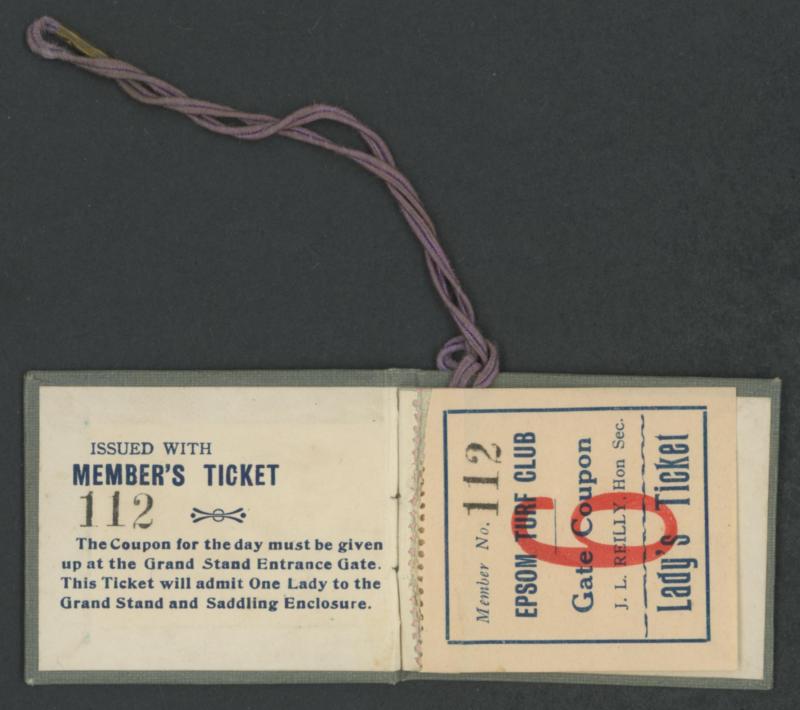 ISSUED WITH
MEMBER'S TICKET
112
The Coupon for the day must be given
up at the Grand Stand Entrance Gate.
This Ticket will admit One Lady to the
Grand Stand and Saddling Enclosure.
Member No. 112
EPSOM TURF CLUB
6
Gate Coupon
J. L. REILLY, Hon Sec.
Lady's Ticket